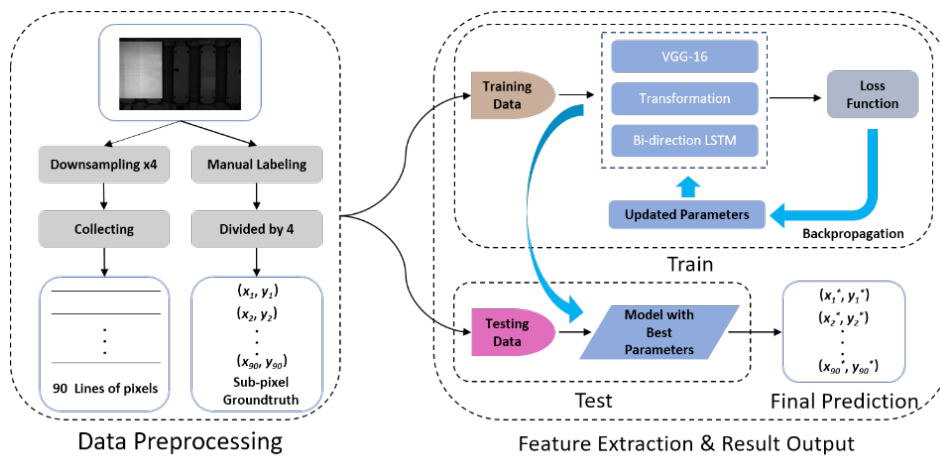 Downsampling x4
Manual Labeling
Collecting
Divided by 4
90 Lines of pixels
(x1, y1)
(x2, y2)
(x90, y90)
Sub-pixel
Groundtruth
Data Preprocessing
Training
Data
VGG-16
Transformation
Bi-direction LSTM
Loss
Function
Updated Parameters
Backpropagation
Train
Testing
Data
Model with
Best
Parameters
Test
(x1*, y1*)
(x2*, y2*)
(x90*, y90*)
Final Prediction
Feature Extraction & Result Output